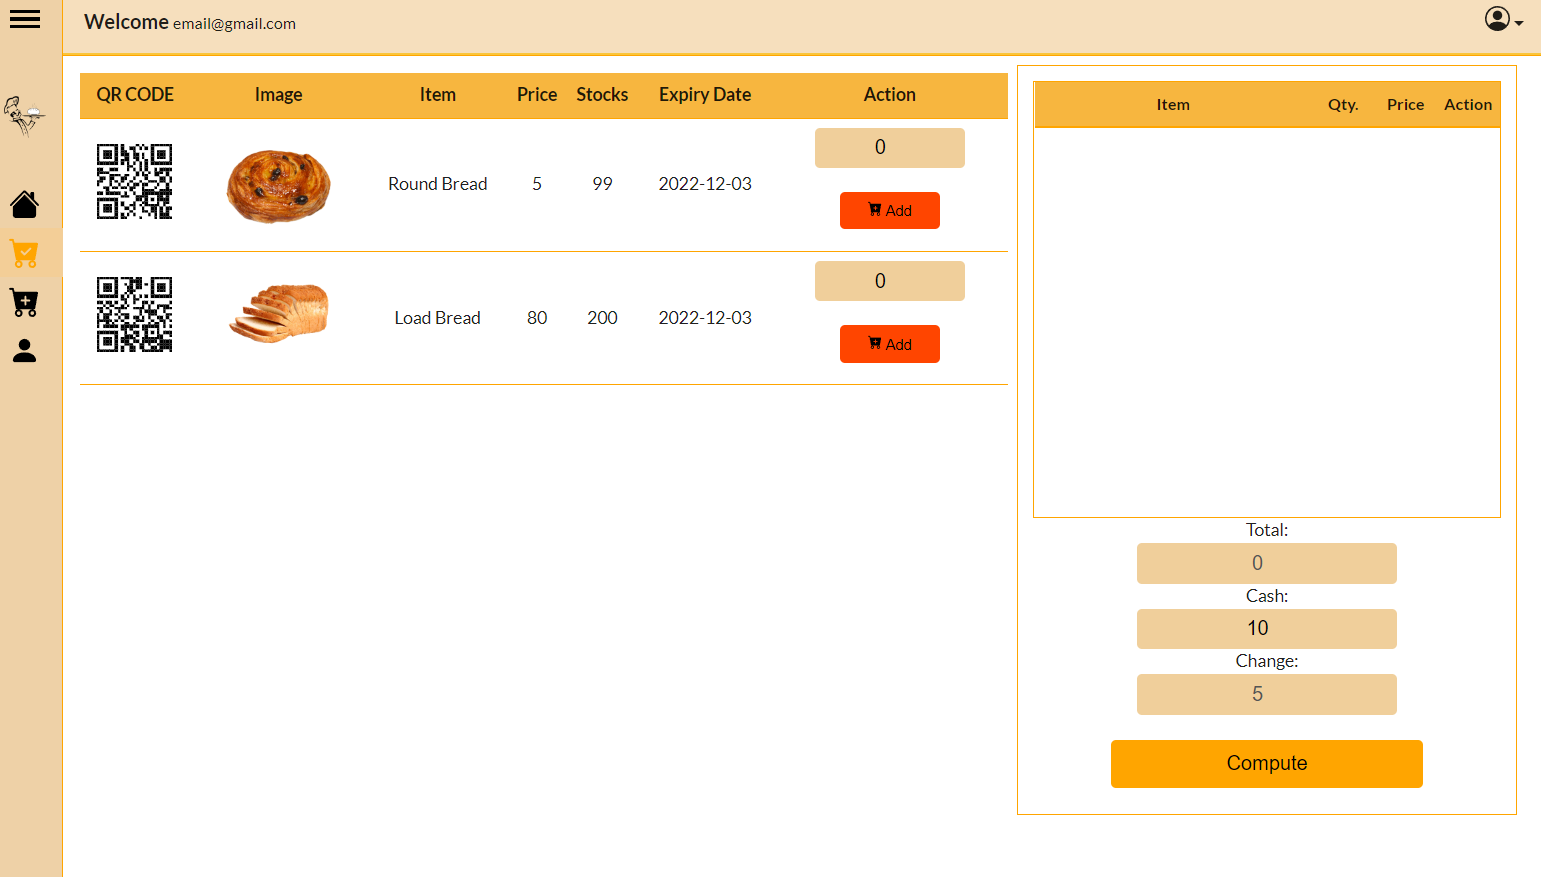 Welcome email@gmail.com
QR CODE Image Item Price Stocks Expiry Date Action
Round Bread 5 99 2022-12-03 0
Add
Load Bread 80 200 2022-12-03 0
Add
Item Qty. Price Action
Total:
0
Cash:
10
Change:
5
Compute